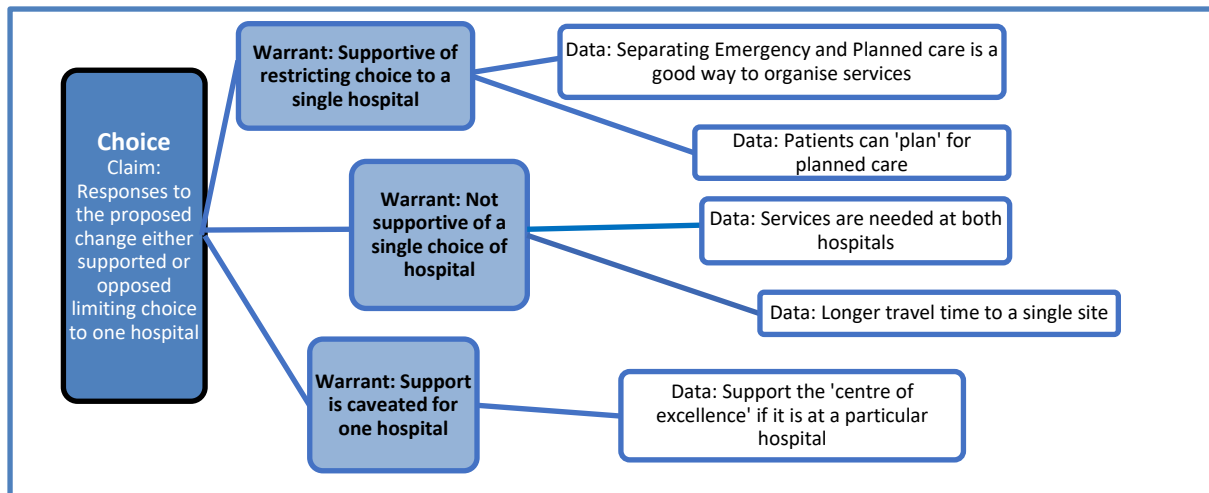 Choice
Claim:
Responses to
the proposed
change either
supported or
opposed
limiting choice
to one hospital
Warrant: Supportive of
restricting choice to a
single hospital
Data: Separating Emergency and Planned care is a
good way to organise services
Data: Patients can 'plan' for
planned care
Warrant: Not
supportive of a
single choice of
hospital
Data: Services are needed at both
hospitals
Data: Longer travel time to a single site
Warrant: Support
is caveated for
one hospital
Data: Support the 'centre of
excellence' if it is at a particular
hospital